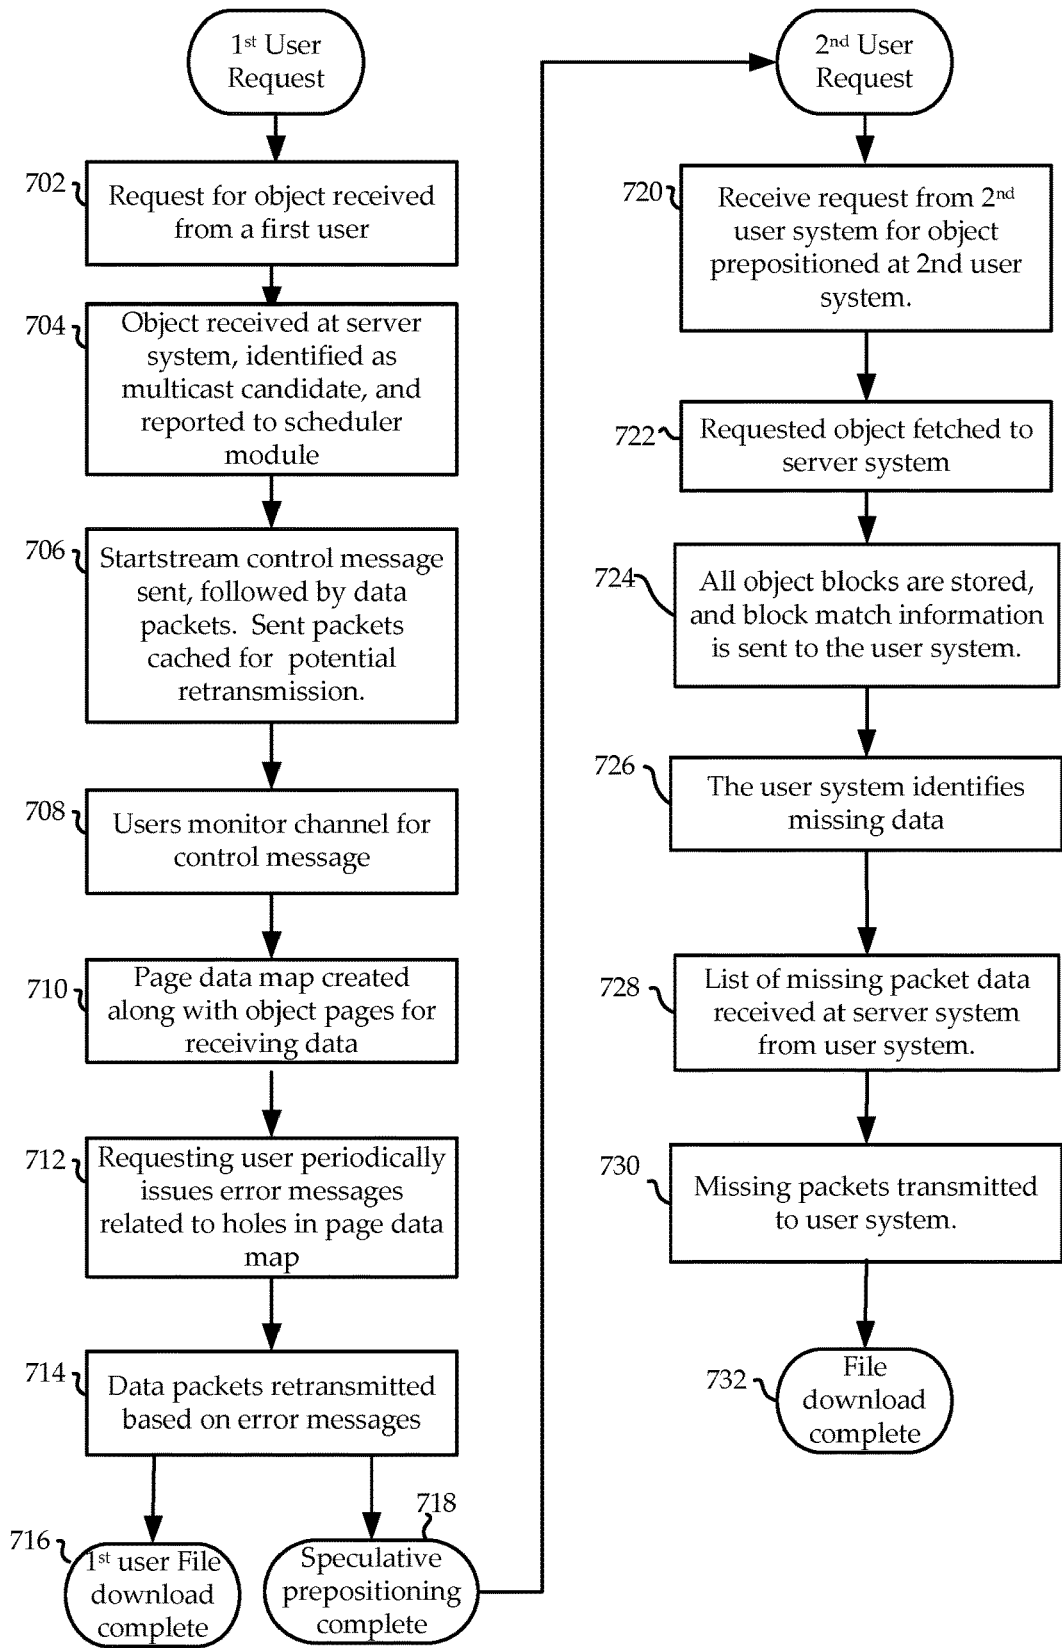 1st User
Request
702
Request for object received
from a first user
704
Object received at server
system, identified as
multicast candidate, and
reported to scheduler
module
706
Startstream control message
sent, followed by data
packets. Sent packets
cached for potential
retransmission.
708
Users monitor channel for
control message
710
Page data map created
along with object pages for
receiving data
712
Requesting user periodically
issues error messages
related to holes in page data
map
714
Data packets retransmitted
based on error messages
716
1st user File
download
complete
718
Speculative
prepositioning
complete
2nd User
Request
720
Receive request from 2nd
user system for object
prepositioned at 2nd user
system.
722
Requested object fetched to
server system
724
All object blocks are stored,
and block match information
is sent to the user system.
726
The user system identifies
missing data
728
List of missing packet data
received at server system
from user system.
730
Missing packets transmitted
to user system.
732
File
download
complete